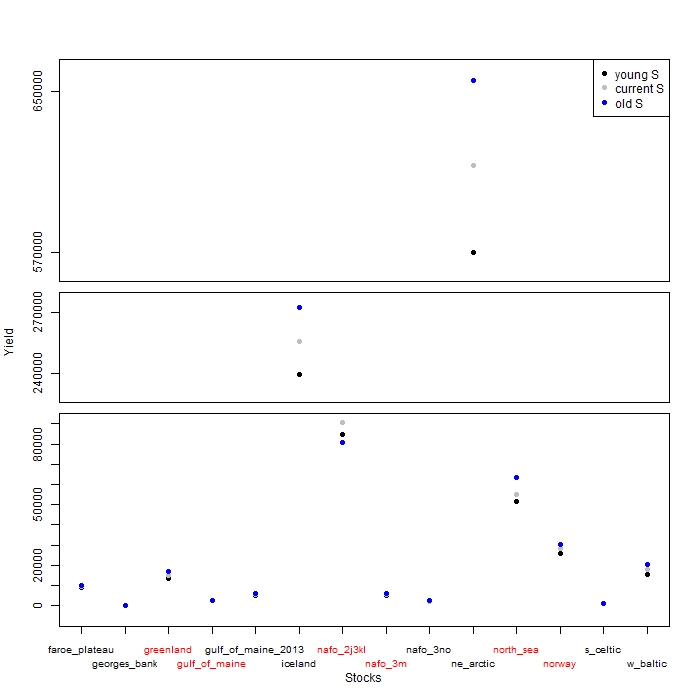 650000
570000
young S
current S
old S
270000
240000
Yield
80000
50000
20000
0
faroe_plateau greenland gulf_of_maine_2013 nafo_2j3kl nafo_3no north_sea s_celtic
georges_bank gulf_of_maine iceland nafo_3m ne_arctic norway w_baltic
Stocks